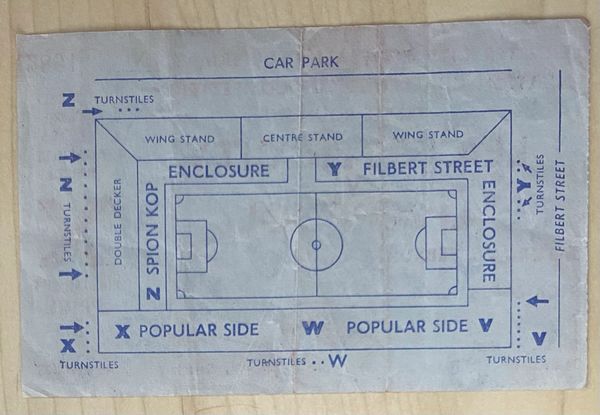 CAR PARK
Z
TURNSTILES
WING STAND
CENTRE STAND
WING STAND
ENCLOSURE
Y FILBERT STREET
ENCLOSURE
DOUBLE DECKER
Z SPION KOP
Z
TURNSTILES
Y
TURNSTILES
FILBERT STREET
X POPULAR SIDE
W
POPULAR SIDE V
X
TURNSTILES
TURNSTILES
W
V
TURNSTILES